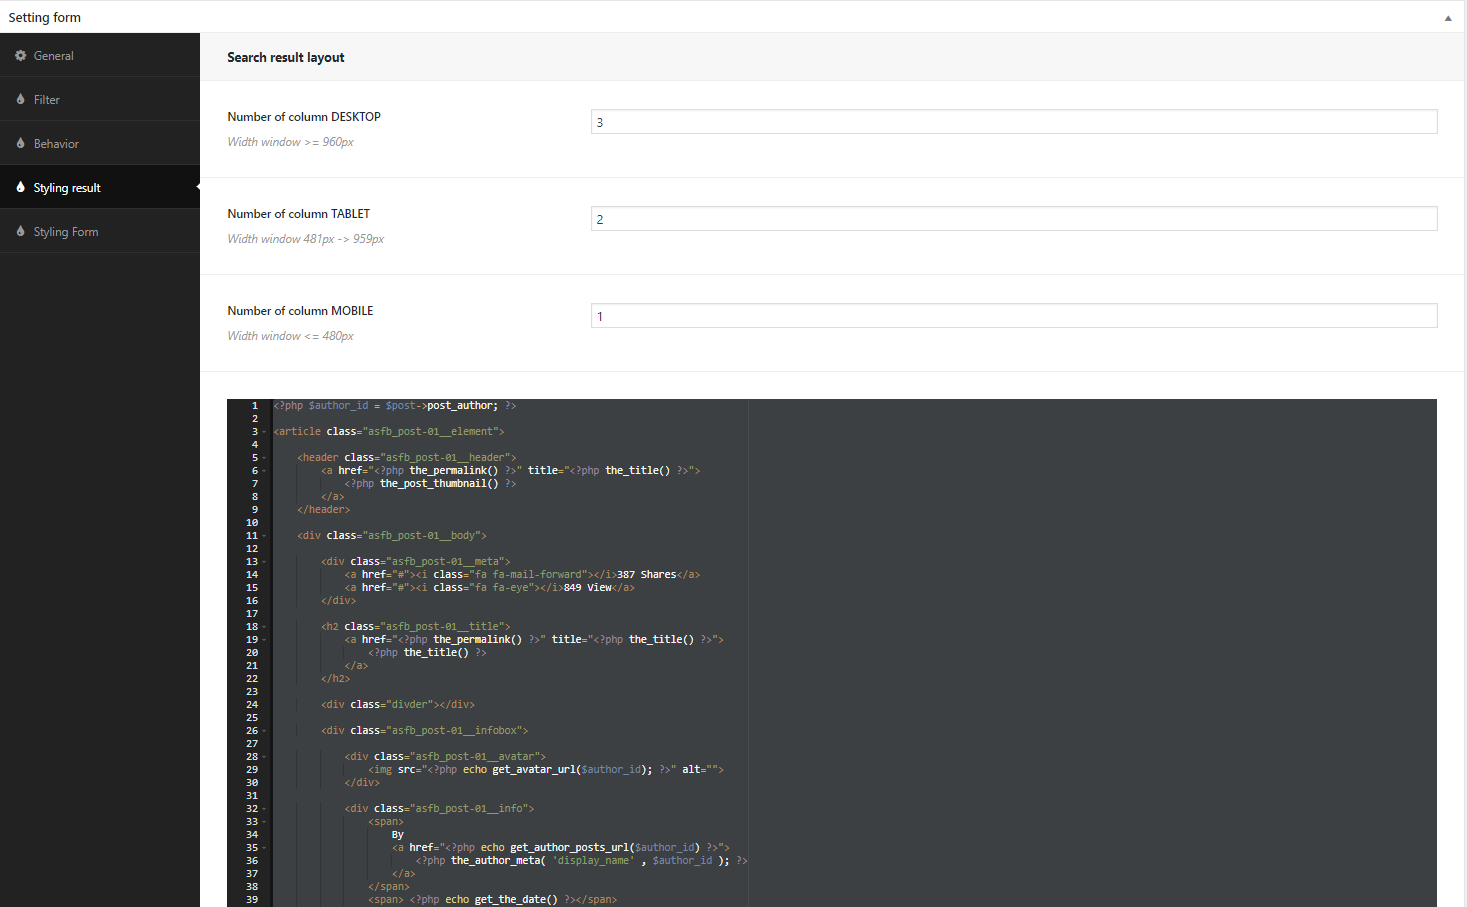 Setting form
General
Filter
Behavior
Styling result
Styling Form
Search result layout
Number of column DESKTOP
3
Width window >= 960px
Number of column TABLET
2
Width window 481px -> 959px
Number of column MOBILE
1
Width window <= 480px
1 <?php $author_id = $post->post_author; ?>
2
3 <article class="asfb_post-01__element">
4
5     <header class="asfb_post-01__header">
6         <a href="<?php the_permalink() ?>" title="<?php the_title() ?>">
7             <?php the_post_thumbnail() ?>
8         </a>
9     </header>
10
11     <div class="asfb_post-01__body">
12
13         <div class="asfb_post-01__meta">
14             <a href="#"><i class="fa fa-mail-forward"></i>387 Shares</a>
15             <a href="#"><i class="fa fa-eye"></i>849 View</a>
16         </div>
17
18         <h2 class="asfb_post-01__title">
19             <a href="<?php the_permalink() ?>" title="<?php the_title() ?>">
20                 <?php the_title() ?>
21             </a>
22         </h2>
23
24         <div class="divder"></div>
25
26         <div class="asfb_post-01__infobox">
27
28             <div class="asfb_post-01__avatar">
29                 <img src="<?php echo get_avatar_url($author_id); ?>" alt="">
30             </div>
31
32             <div class="asfb_post-01__info">
33                 <span>
34                     By
35                     <a href="<?php echo get_author_posts_url($author_id) ?>">
36                         <?php the_author_meta( 'display_name' , $author_id ); ?>
37                     </a>
38                 </span>
39                 <span> <?php echo get_the_date() ?></span>